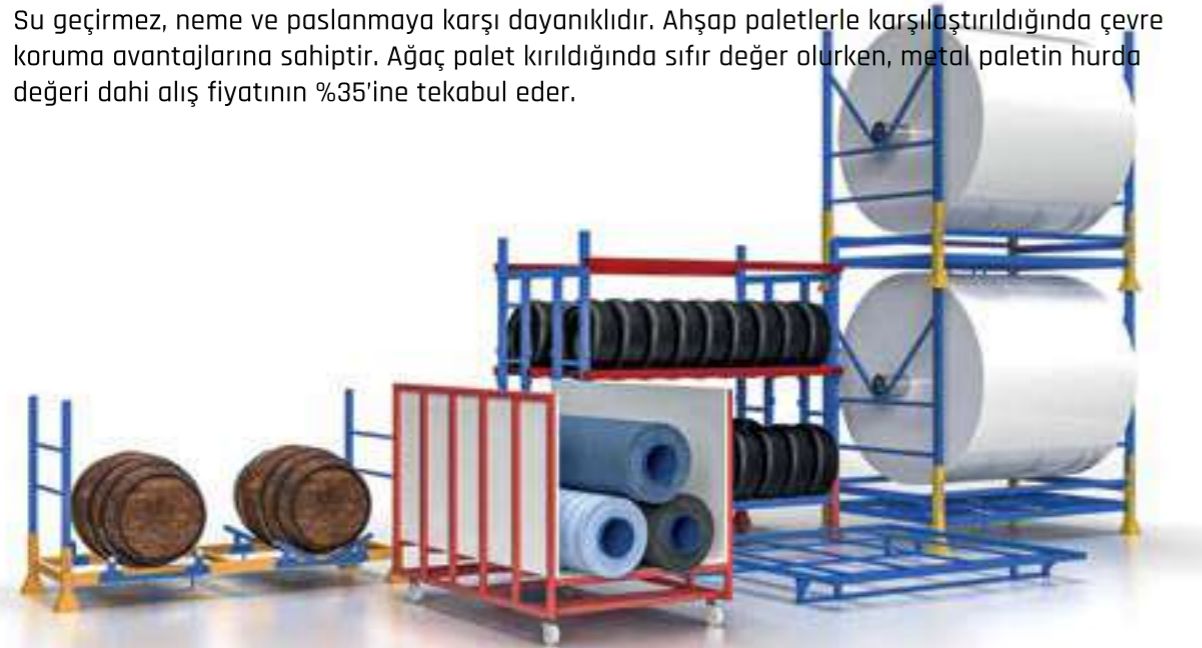 Su geçirmez, neme ve paslanmaya karşı dayanıklıdır. Ahşap paletlerle karşılaştırıldığında çevre
koruma avantajlarına sahiptir. Ağaç palet kırıldığında sıfır değer olurken, metal paletin hurda
değeri dahi alış fiyatının %35’ine tekabul eder.